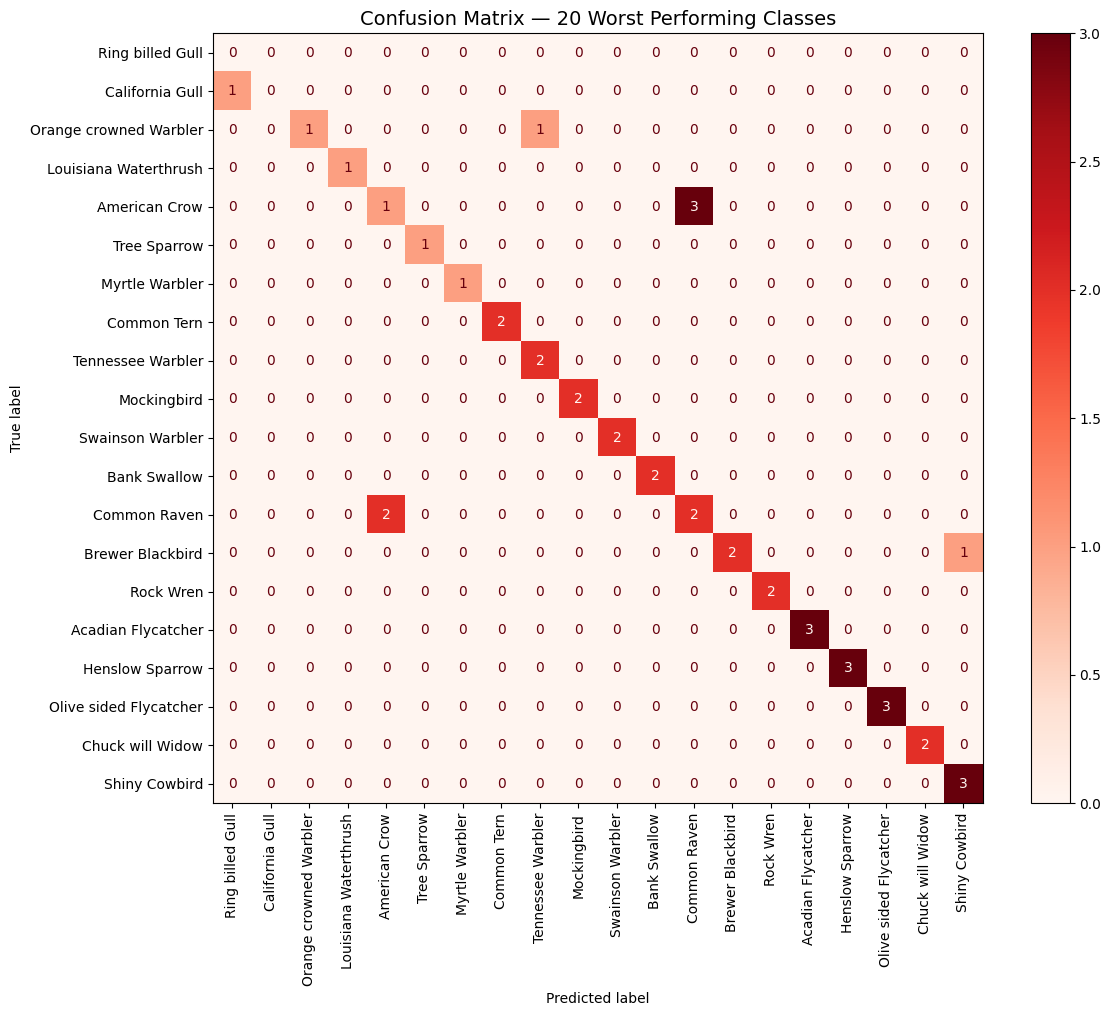 Confusion Matrix — 20 Worst Performing Classes
Ring billed Gull 0 0 0 0 0 0 0 0 0 0 0 0 0 0 0 0 0 0 0 0
California Gull 1 0 0 0 0 0 0 0 0 0 0 0 0 0 0 0 0 0 0 0
Orange crowned Warbler 0 0 1 0 0 0 0 0 1 0 0 0 0 0 0 0 0 0 0 0
Louisiana Waterthrush 0 0 0 1 0 0 0 0 0 0 0 0 0 0 0 0 0 0 0 0
American Crow 0 0 0 0 1 0 0 0 0 0 0 0 3 0 0 0 0 0 0 0
Tree Sparrow 0 0 0 0 0 1 0 0 0 0 0 0 0 0 0 0 0 0 0 0
Myrtle Warbler 0 0 0 0 0 0 1 0 0 0 0 0 0 0 0 0 0 0 0 0
Common Tern 0 0 0 0 0 0 0 2 0 0 0 0 0 0 0 0 0 0 0 0
Tennessee Warbler 0 0 0 0 0 0 0 0 2 0 0 0 0 0 0 0 0 0 0 0
Mockingbird 0 0 0 0 0 0 0 0 0 2 0 0 0 0 0 0 0 0 0 0
Swainson Warbler 0 0 0 0 0 0 0 0 0 0 2 0 0 0 0 0 0 0 0 0
Bank Swallow 0 0 0 0 0 0 0 0 0 0 0 2 0 0 0 0 0 0 0 0
Common Raven 0 0 0 0 2 0 0 0 0 0 0 0 2 0 0 0 0 0 0 0
Brewer Blackbird 0 0 0 0 0 0 0 0 0 0 0 0 0 2 0 0 0 0 0 1
Rock Wren 0 0 0 0 0 0 0 0 0 0 0 0 0 0 2 0 0 0 0 0
Acadian Flycatcher 0 0 0 0 0 0 0 0 0 0 0 0 0 0 0 3 0 0 0 0
Henslow Sparrow 0 0 0 0 0 0 0 0 0 0 0 0 0 0 0 0 3 0 0 0
Olive sided Flycatcher 0 0 0 0 0 0 0 0 0 0 0 0 0 0 0 0 0 3 0 0
Chuck will Widow 0 0 0 0 0 0 0 0 0 0 0 0 0 0 0 0 0 0 2 0
Shiny Cowbird 0 0 0 0 0 0 0 0 0 0 0 0 0 0 0 0 0 0 0 3
True label
Ring billed Gull
California Gull
Orange crowned Warbler
Louisiana Waterthrush
American Crow
Tree Sparrow
Myrtle Warbler
Common Tern
Tennessee Warbler
Mockingbird
Swainson Warbler
Bank Swallow
Common Raven
Brewer Blackbird
Rock Wren
Acadian Flycatcher
Henslow Sparrow
Olive sided Flycatcher
Chuck will Widow
Shiny Cowbird
Predicted label
3.0
2.5
2.0
1.5
1.0
0.5
0.0